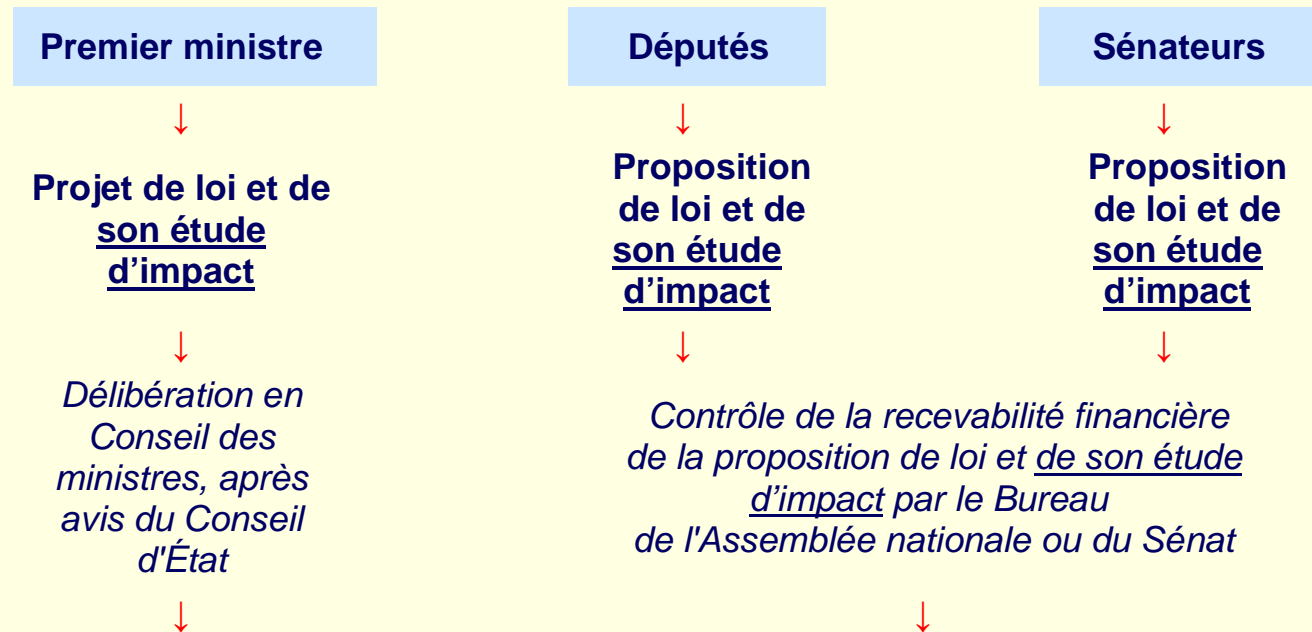 Premier ministre
Députés
Sénateurs
↓
↓
↓
Projet de loi et de
son étude
d’impact
Proposition
de loi et de
son étude
d’impact
Proposition
de loi et de
son étude
d’impact
↓
↓
↓
Délibération en
Conseil des
ministres, après
avis du Conseil
d'État
Contrôle de la recevabilité financière
de la proposition de loi et de son étude
d’impact par le Bureau
de l'Assemblée nationale ou du Sénat
↓
↓